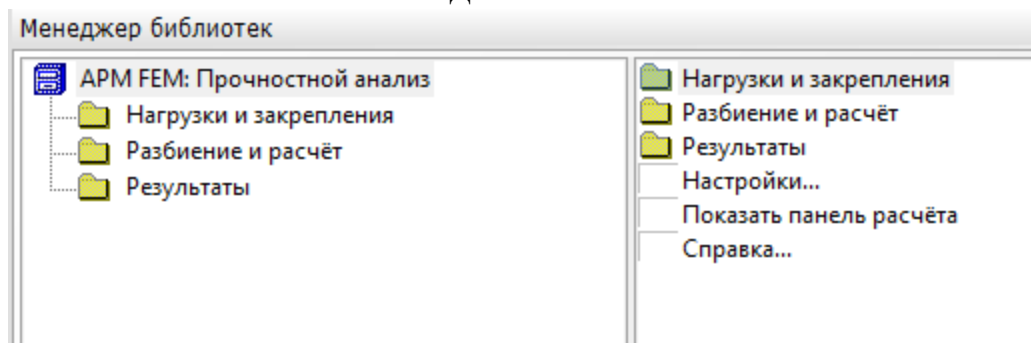 Менеджер библиотек
APM FEM: Прочностной анализ
Нагрузки и закрепления
Разбиение и расчёт
Результаты
Нагрузки и закрепления
Разбиение и расчёт
Результаты
Настройки...
Показать панель расчёта
Справка...